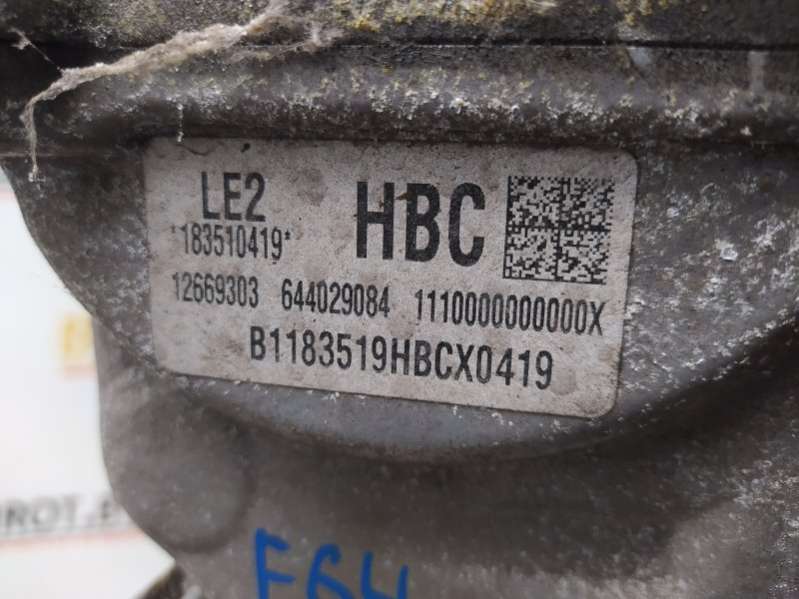 LE2
HBC
*183510419*
12669303 644029084 1110000000000X
B1183519HBCX0419
F64